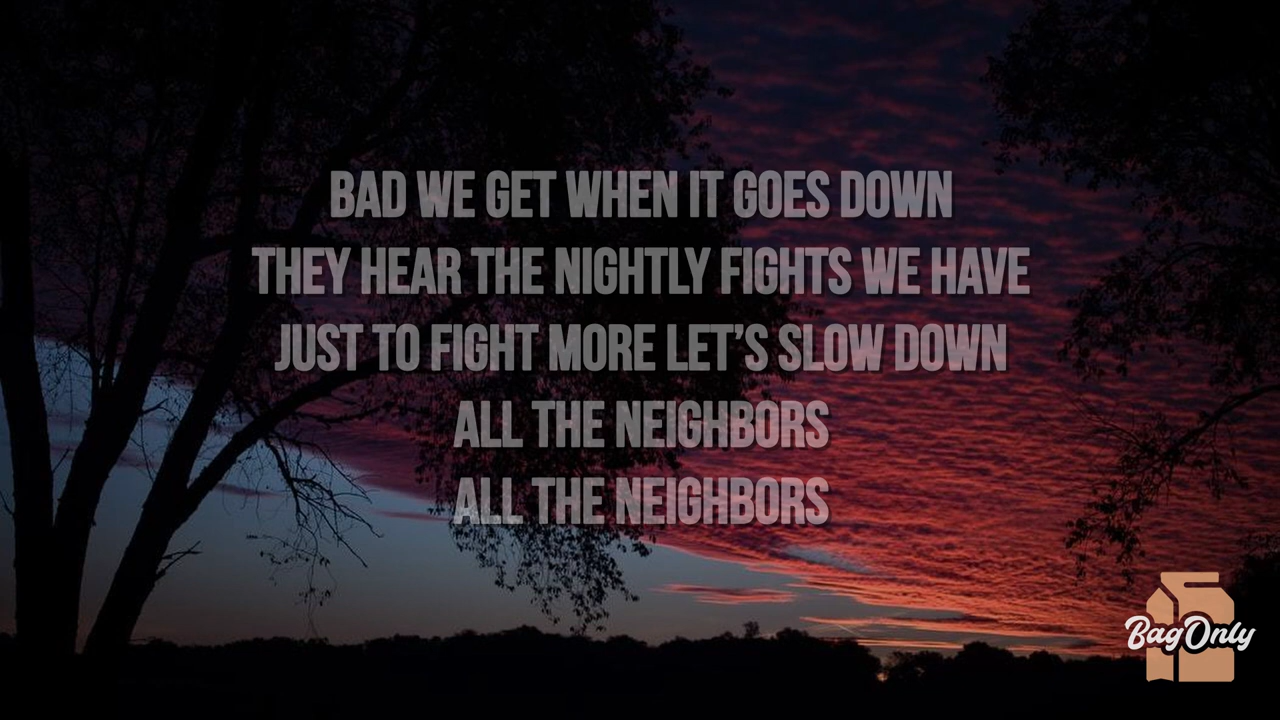 BAD WE GET WHEN IT GOES DOWN
THEY HEAR THE NIGHTLY FIGHTS WE HAVE
JUST TO FIGHT MORE LET’S SLOW DOWN
ALL THE NEIGHBORS
ALL THE NEIGHBORS
BagOnly